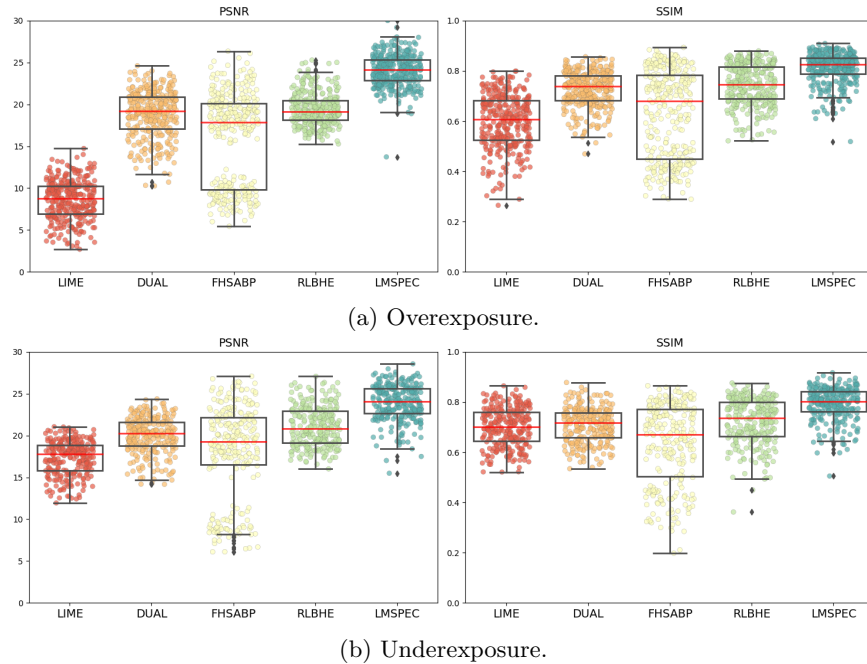 PSNR
SSIM
30
25
20
15
10
5
0
1.0
0.8
0.6
0.4
0.2
0.0
LIME DUAL FHSABP RLBHE LMSPEC
LIME DUAL FHSABP RLBHE LMSPEC
(a) Overexposure.
PSNR
SSIM
30
25
20
15
10
5
0
1.0
0.8
0.6
0.4
0.2
0.0
LIME DUAL FHSABP RLBHE LMSPEC
LIME DUAL FHSABP RLBHE LMSPEC
(b) Underexposure.